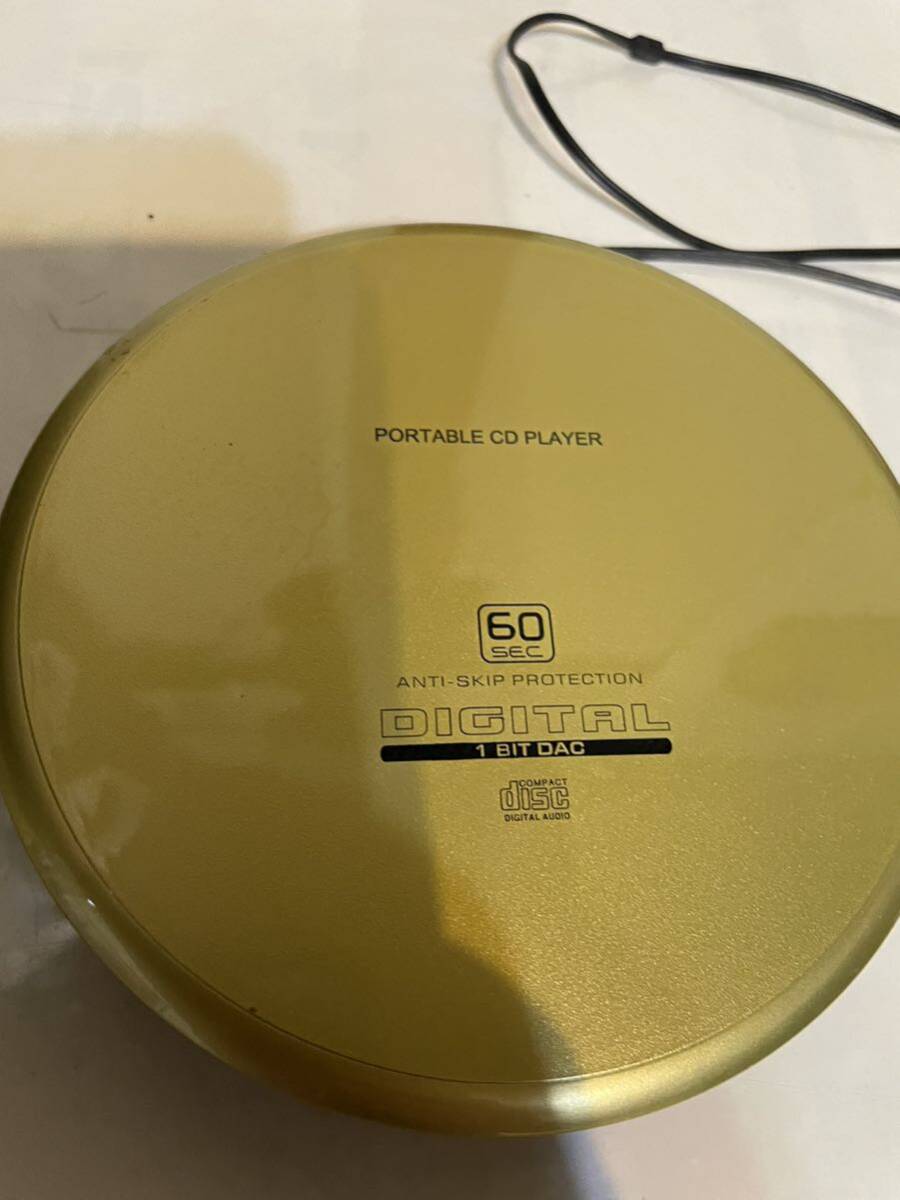 PORTABLE CD PLAYER
60
SEC
ANTI-SKIP PROTECTION
DIGITAL
1 BIT DAC
COMPACT
disc
DIGITAL AUDIO